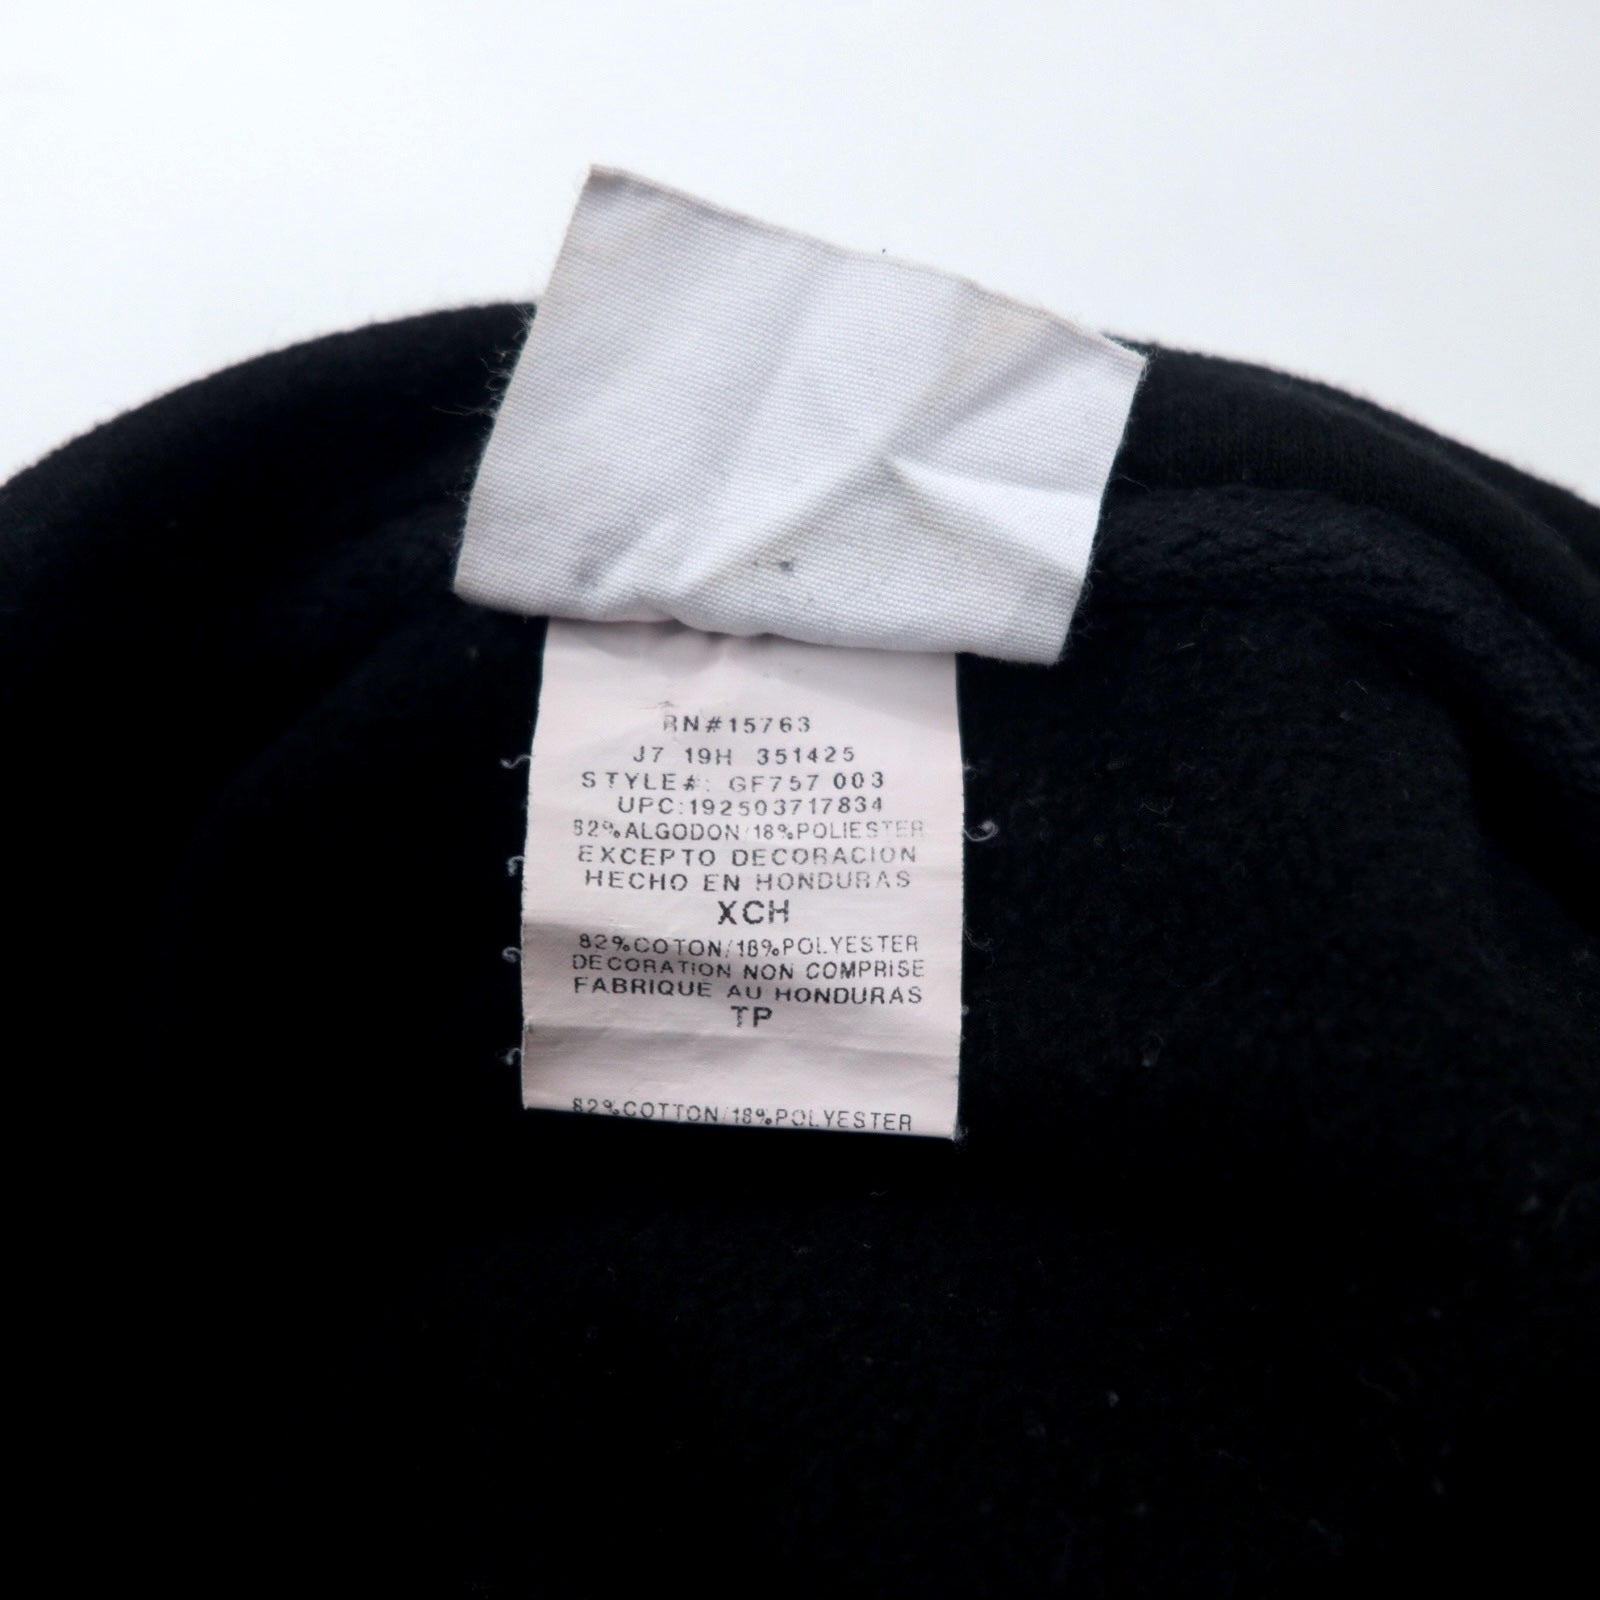 RN#15763
J7 19H 351425
STYLE#: GF757 003
UPC:192503717834
82%ALGODON/18%POLIESTER
EXCEPTO DECORACION
HECHO EN HONDURAS
XCH
82%COTON/18%POLYESTER
DECORATION NON COMPRISE
FABRIQUE AU HONDURAS
TP
82%COTTON/18%POLYESTER